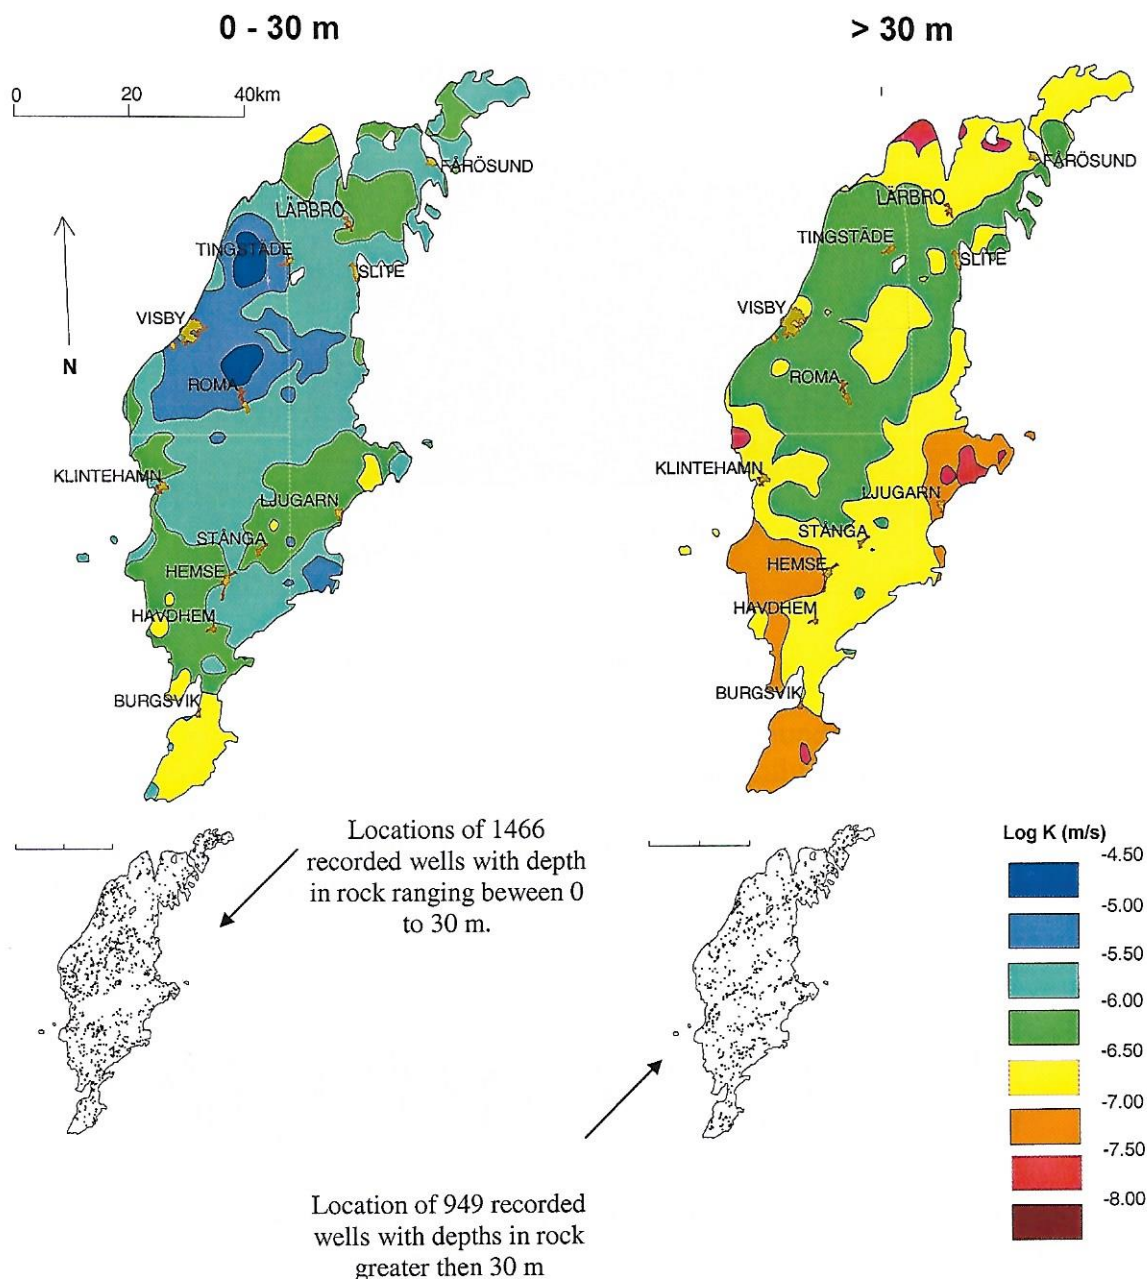 0 - 30 m
> 30 m
0 20 40km
FÅRÖSUND
LÄRBRO
TINGSTÄDE
SLITE
VISBY
N
ROMA
KLINTEHAMN
LJUGARN
STÅNGA
HEMSE
HAVDHEM
BURGSVIK
FÅRÖSUND
LÄRBRO
TINGSTÄDE
SLITE
VISBY
ROMA
KLINTEHAMN
LJUGARN
STÅNGA
HEMSE
HAVDHEM
BURGSVIK
Locations of 1466
recorded wells with depth
in rock ranging beween 0
to 30 m.
Location of 949 recorded
wells with depths in rock
greater then 30 m
Log K (m/s)
-4.50
-5.00
-5.50
-6.00
-6.50
-7.00
-7.50
-8.00